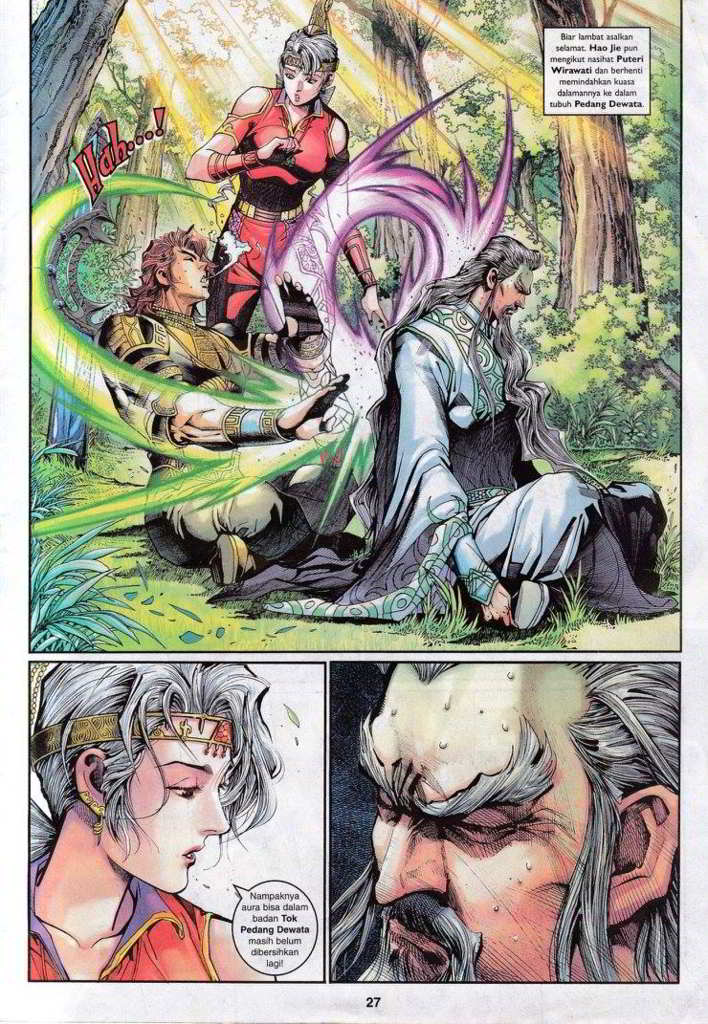 Biar lambat asalkan
selamat. Hao Jie pun
mengikut nasihat Puteri
Wirawati dan berhenti
memindahkan kuasa
dalamannya ke dalam
tubuh Pedang Dewata.
Hah...!
Nampaknya
aura bisa dalam
badan Tok
Pedang Dewata
masih belum
dibersihkan
lagi!
27